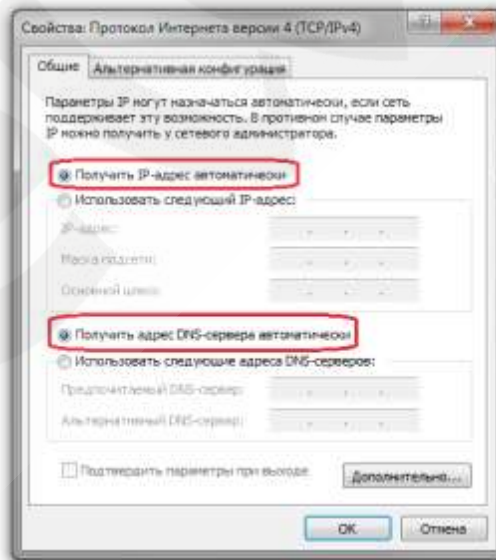 Свойства: Протокол Интернета версии 4 (TCP/IPv4)
Общие
Альтернативная конфигурация
Параметры IP могут назначаться автоматически, если сеть
поддерживает эту возможность. В противном случае параметры
IP можно получить у сетевого администратора.
Получить IP-адрес автоматически
Использовать следующий IP-адрес:
IP-адрес:
Маска подсети:
Основной шлюз:
Получить адрес DNS-сервера автоматически
Использовать следующие адреса DNS-серверов:
Предпочитаемый DNS-сервер:
Альтернативный DNS-сервер:
Подтвердить параметры при выходе
Дополнительно...
ОК
Отмена